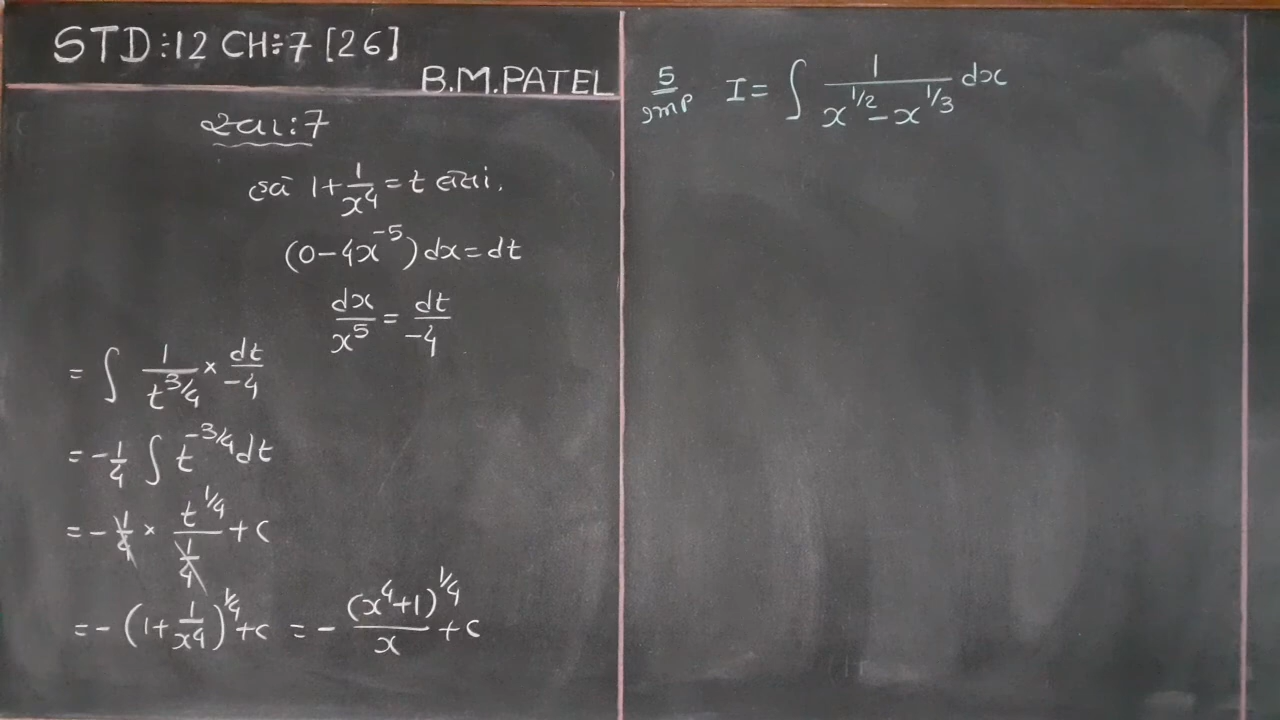 STD:-12 CH:-7 [26]
B.M.PATEL
સ્વા:7
હવે 1+1/x⁴=t લેતાં.
(0-4x⁻⁵)dx=dt
dx/x⁵ = dt/-4
= ∫ 1/t^(3/4) × dt/-4
= -1/4 ∫ t^(-3/4) dt
= -1/4 × t^(1/4)/(1/4) + c
= -(1+1/x⁴)^(1/4) + c = - (x⁴+1)^(1/4)/x + c
5 Imp I = ∫ 1/(x^(1/2) - x^(1/3)) dx